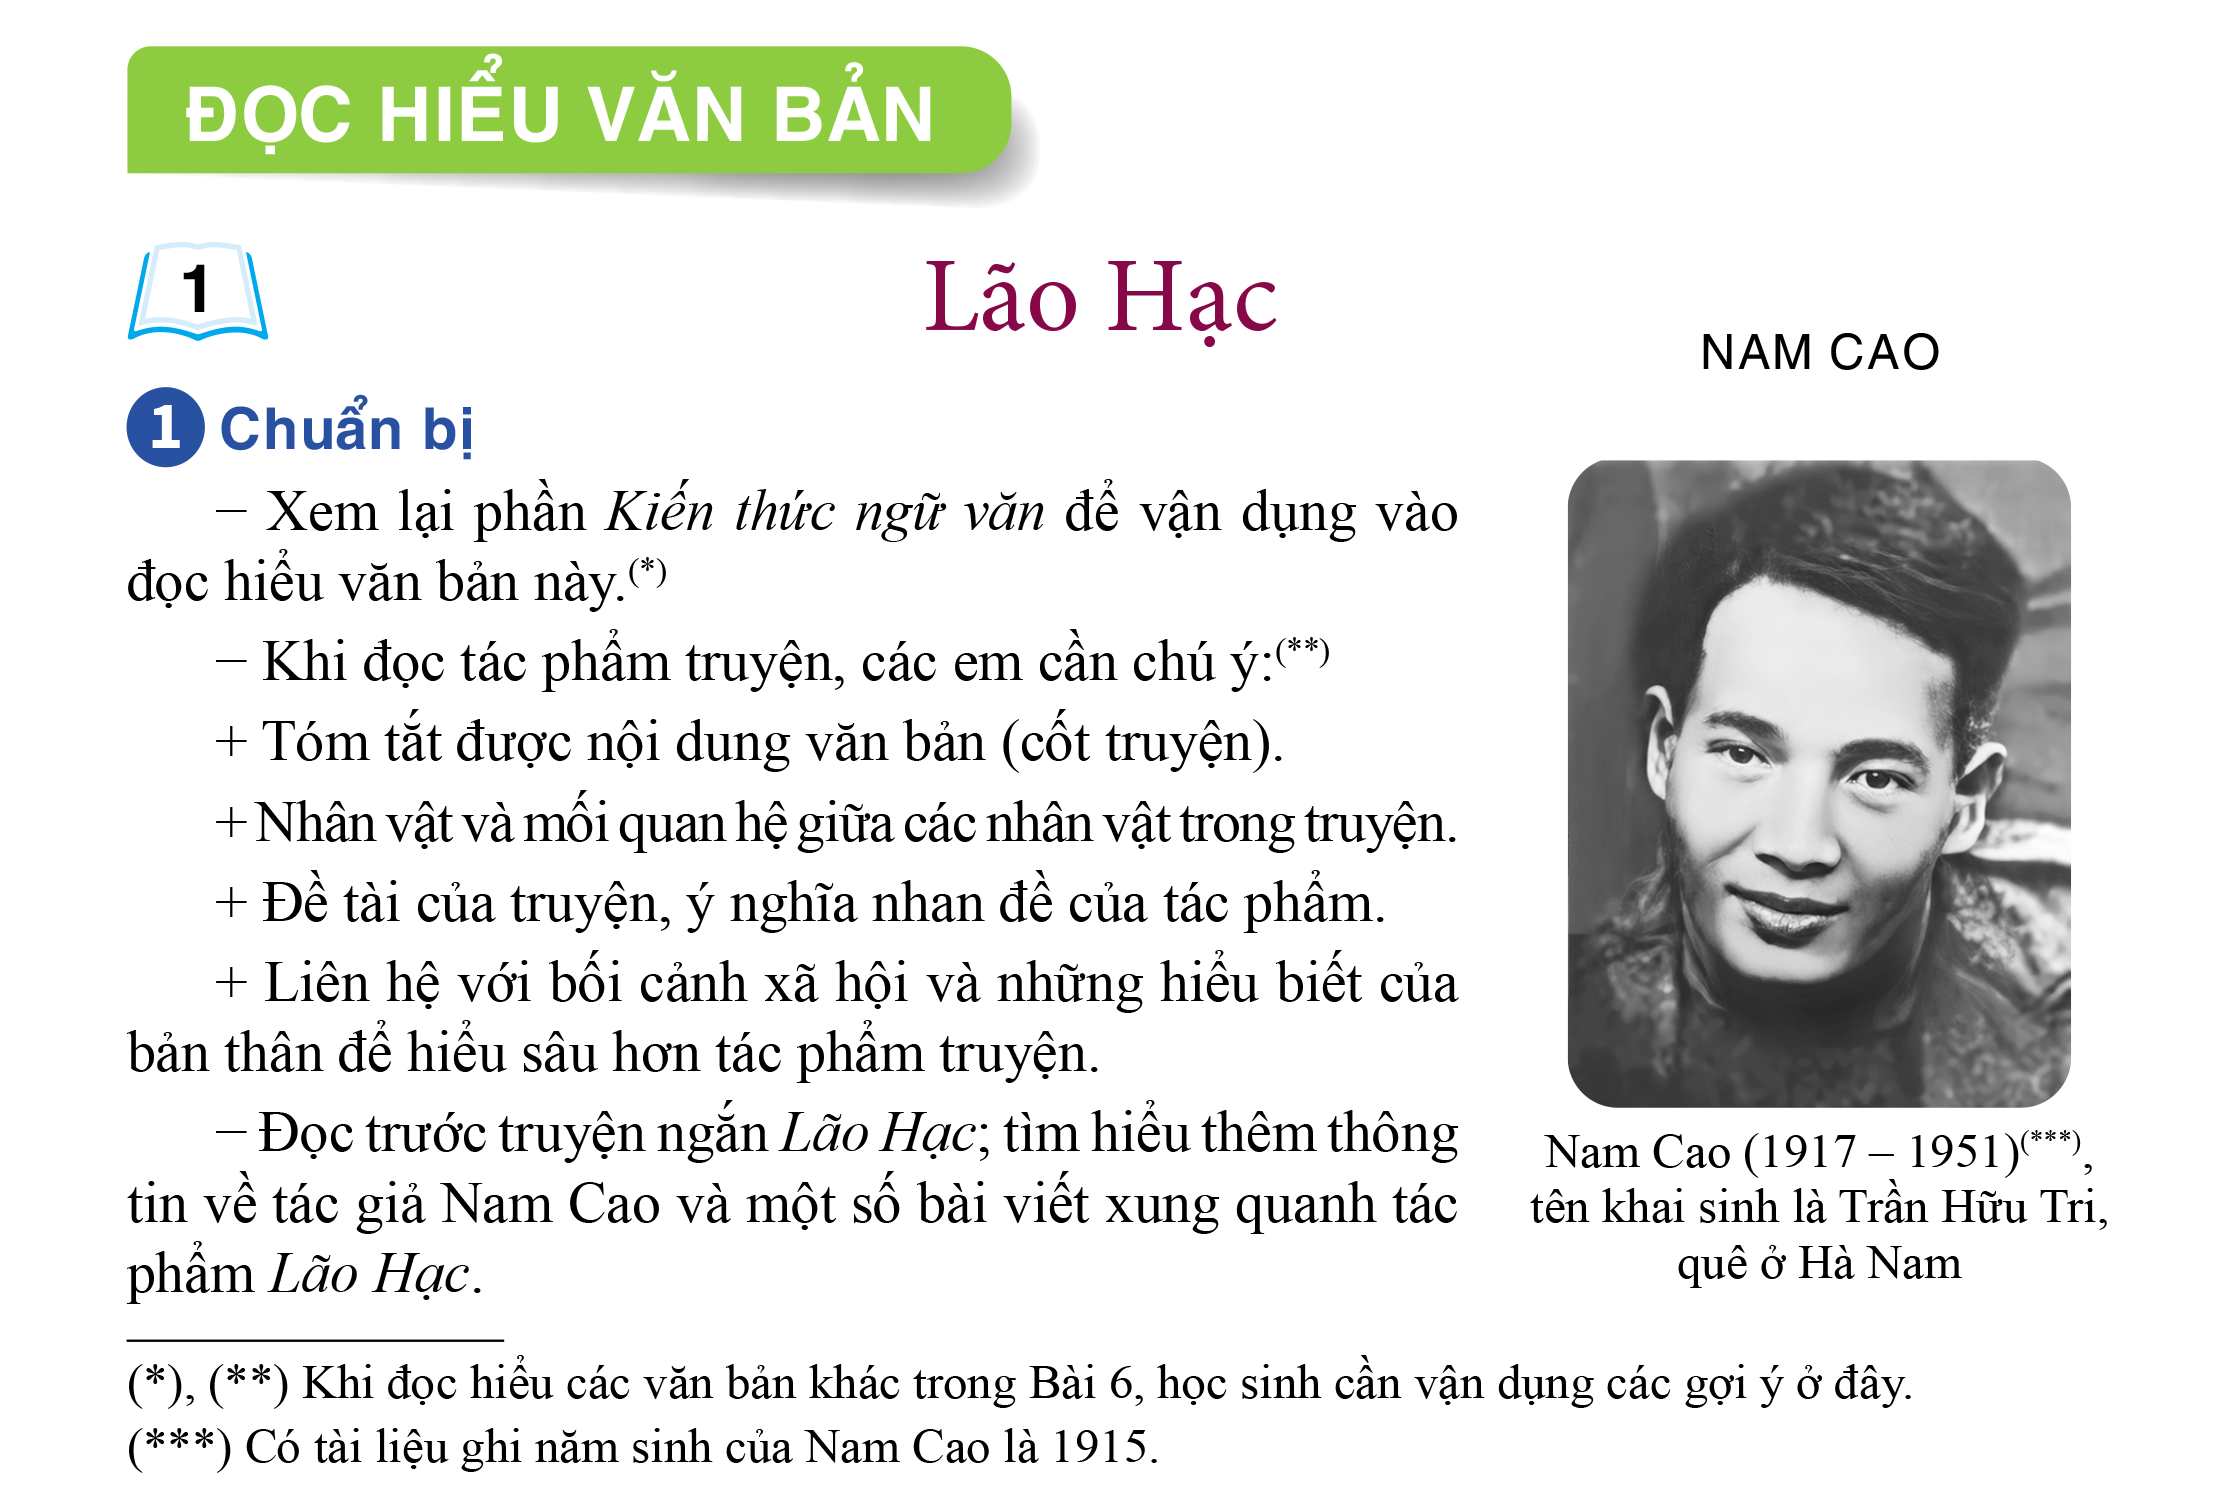 ĐỌC HIỂU VĂN BẢN
1
Lão Hạc
NAM CAO
1 Chuẩn bị
– Xem lại phần Kiến thức ngữ văn để vận dụng vào
đọc hiểu văn bản này.(*)
– Khi đọc tác phẩm truyện, các em cần chú ý:(**)
+ Tóm tắt được nội dung văn bản (cốt truyện).
+ Nhân vật và mối quan hệ giữa các nhân vật trong truyện.
+ Đề tài của truyện, ý nghĩa nhan đề của tác phẩm.
+ Liên hệ với bối cảnh xã hội và những hiểu biết của
bản thân để hiểu sâu hơn tác phẩm truyện.
– Đọc trước truyện ngắn Lão Hạc; tìm hiểu thêm thông
tin về tác giả Nam Cao và một số bài viết xung quanh tác
phẩm Lão Hạc.
Nam Cao (1917 – 1951)(***),
tên khai sinh là Trần Hữu Tri,
quê ở Hà Nam
(*), (**) Khi đọc hiểu các văn bản khác trong Bài 6, học sinh cần vận dụng các gợi ý ở đây.
(***) Có tài liệu ghi năm sinh của Nam Cao là 1915.